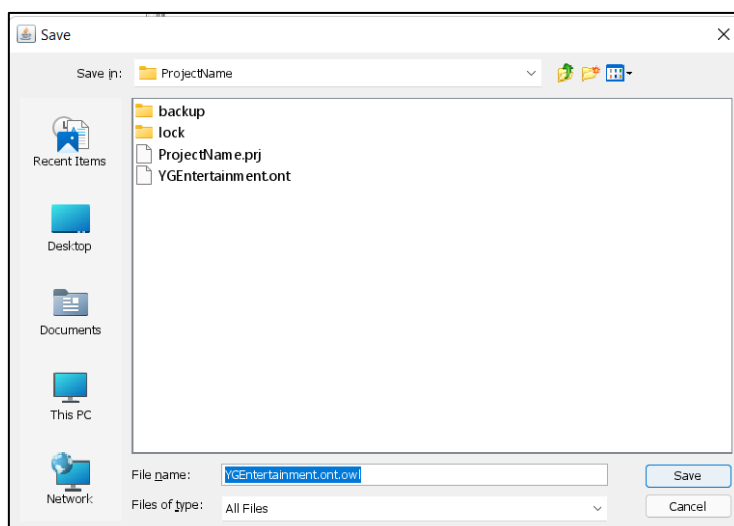 Save
Save in:
ProjectName
Recent Items
Desktop
Documents
This PC
Network
backup
lock
ProjectName.prj
YGEntertainment.ont
File name:
YGEntertainment.ont.owl
Save
Files of type:
All Files
Cancel